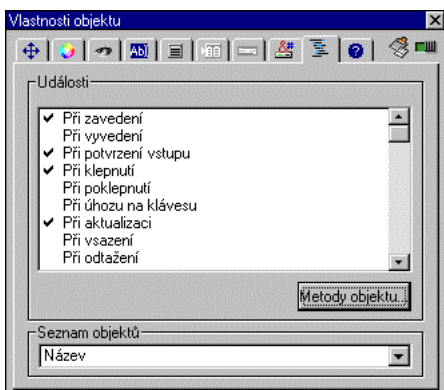 Vlastnosti objektu
Ab
&#
?
Události
Při zavedení
Při vyvedení
Při potvrzení vstupu
Při klepnutí
Při poklepnutí
Při úhozu na klávesu
Při aktualizaci
Při vsazení
Při odtažení
Metody objektu...
Seznam objektů
Název